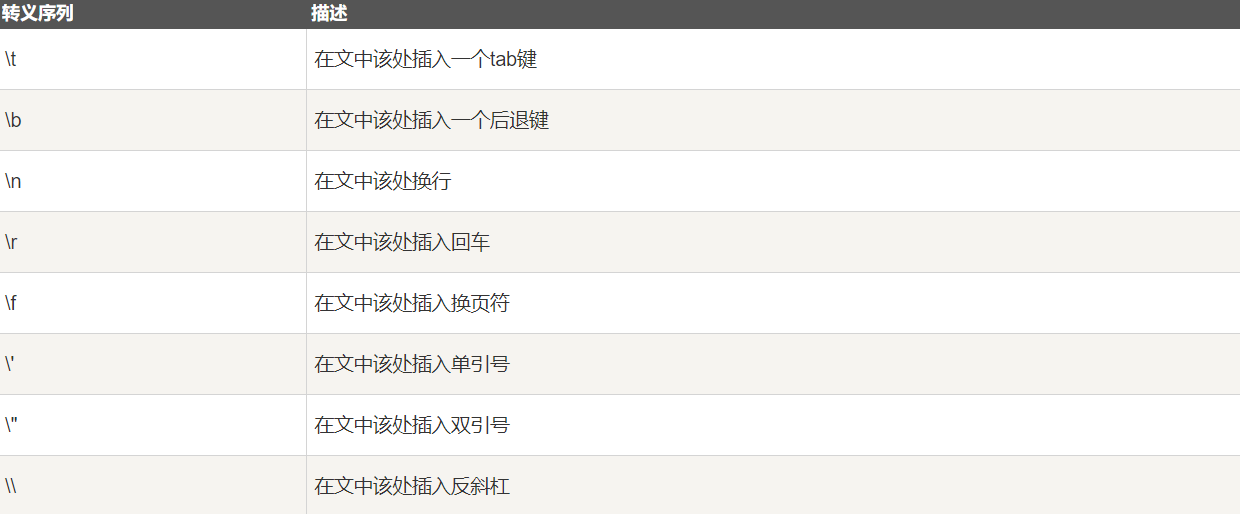 转义序列 描述
\t 在文中该处插入一个tab键
\b 在文中该处插入一个后退键
\n 在文中该处换行
\r 在文中该处插入回车
\f 在文中该处插入换页符
\' 在文中该处插入单引号
\" 在文中该处插入双引号
\\ 在文中该处插入反斜杠